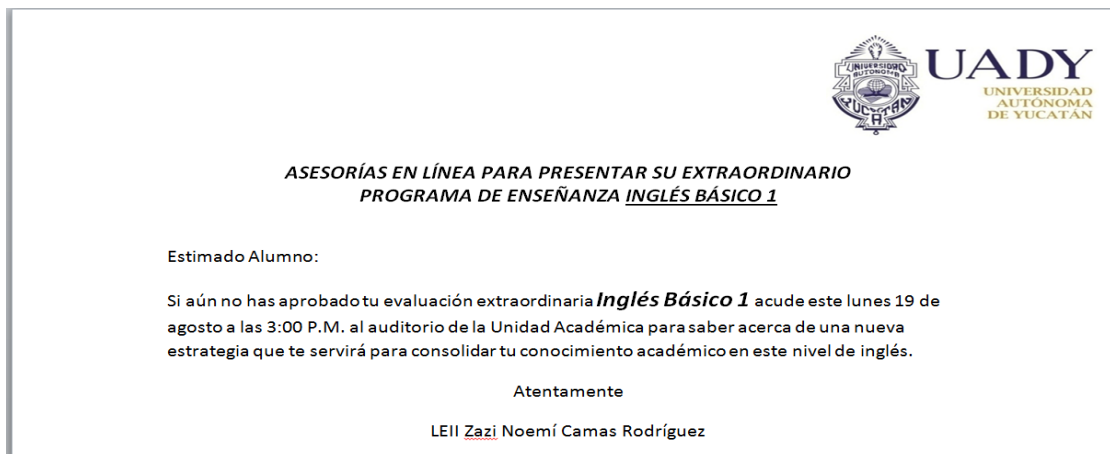 UNIVERSIDAD
AUTONOMA
YUCATAN
UADY
UNIVERSIDAD
AUTÓNOMA
DE YUCATÁN
ASESORÍAS EN LÍNEA PARA PRESENTAR SU EXTRAORDINARIO
PROGRAMA DE ENSEÑANZA INGLÉS BÁSICO 1
Estimado Alumno:
Si aún no has aprobado tu evaluación extraordinaria Inglés Básico 1 acude este lunes 19 de
agosto a las 3:00 P.M. al auditorio de la Unidad Académica para saber acerca de una nueva
estrategia que te servirá para consolidar tu conocimiento académico en este nivel de inglés.
Atentamente
LEII Zazi Noemí Camas Rodríguez